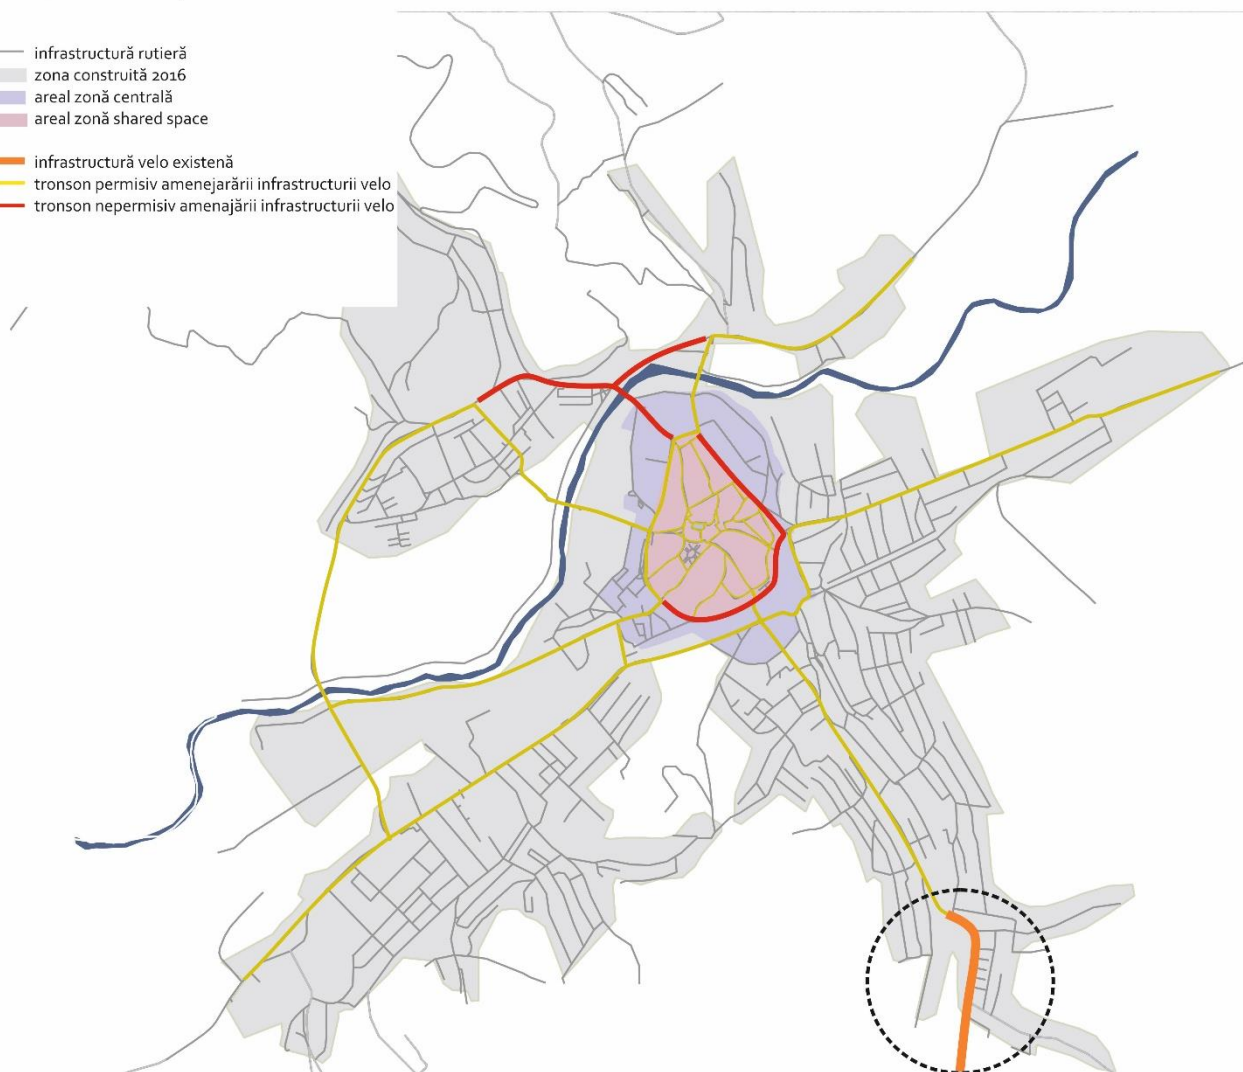 infrastructură rutieră
zona construită 2016
areal zonă centrală
areal zonă shared space
infrastructură velo existenă
tronson permisiv amenejarării infrastructurii velo
tronson nepermisiv amenajării infrastructurii velo